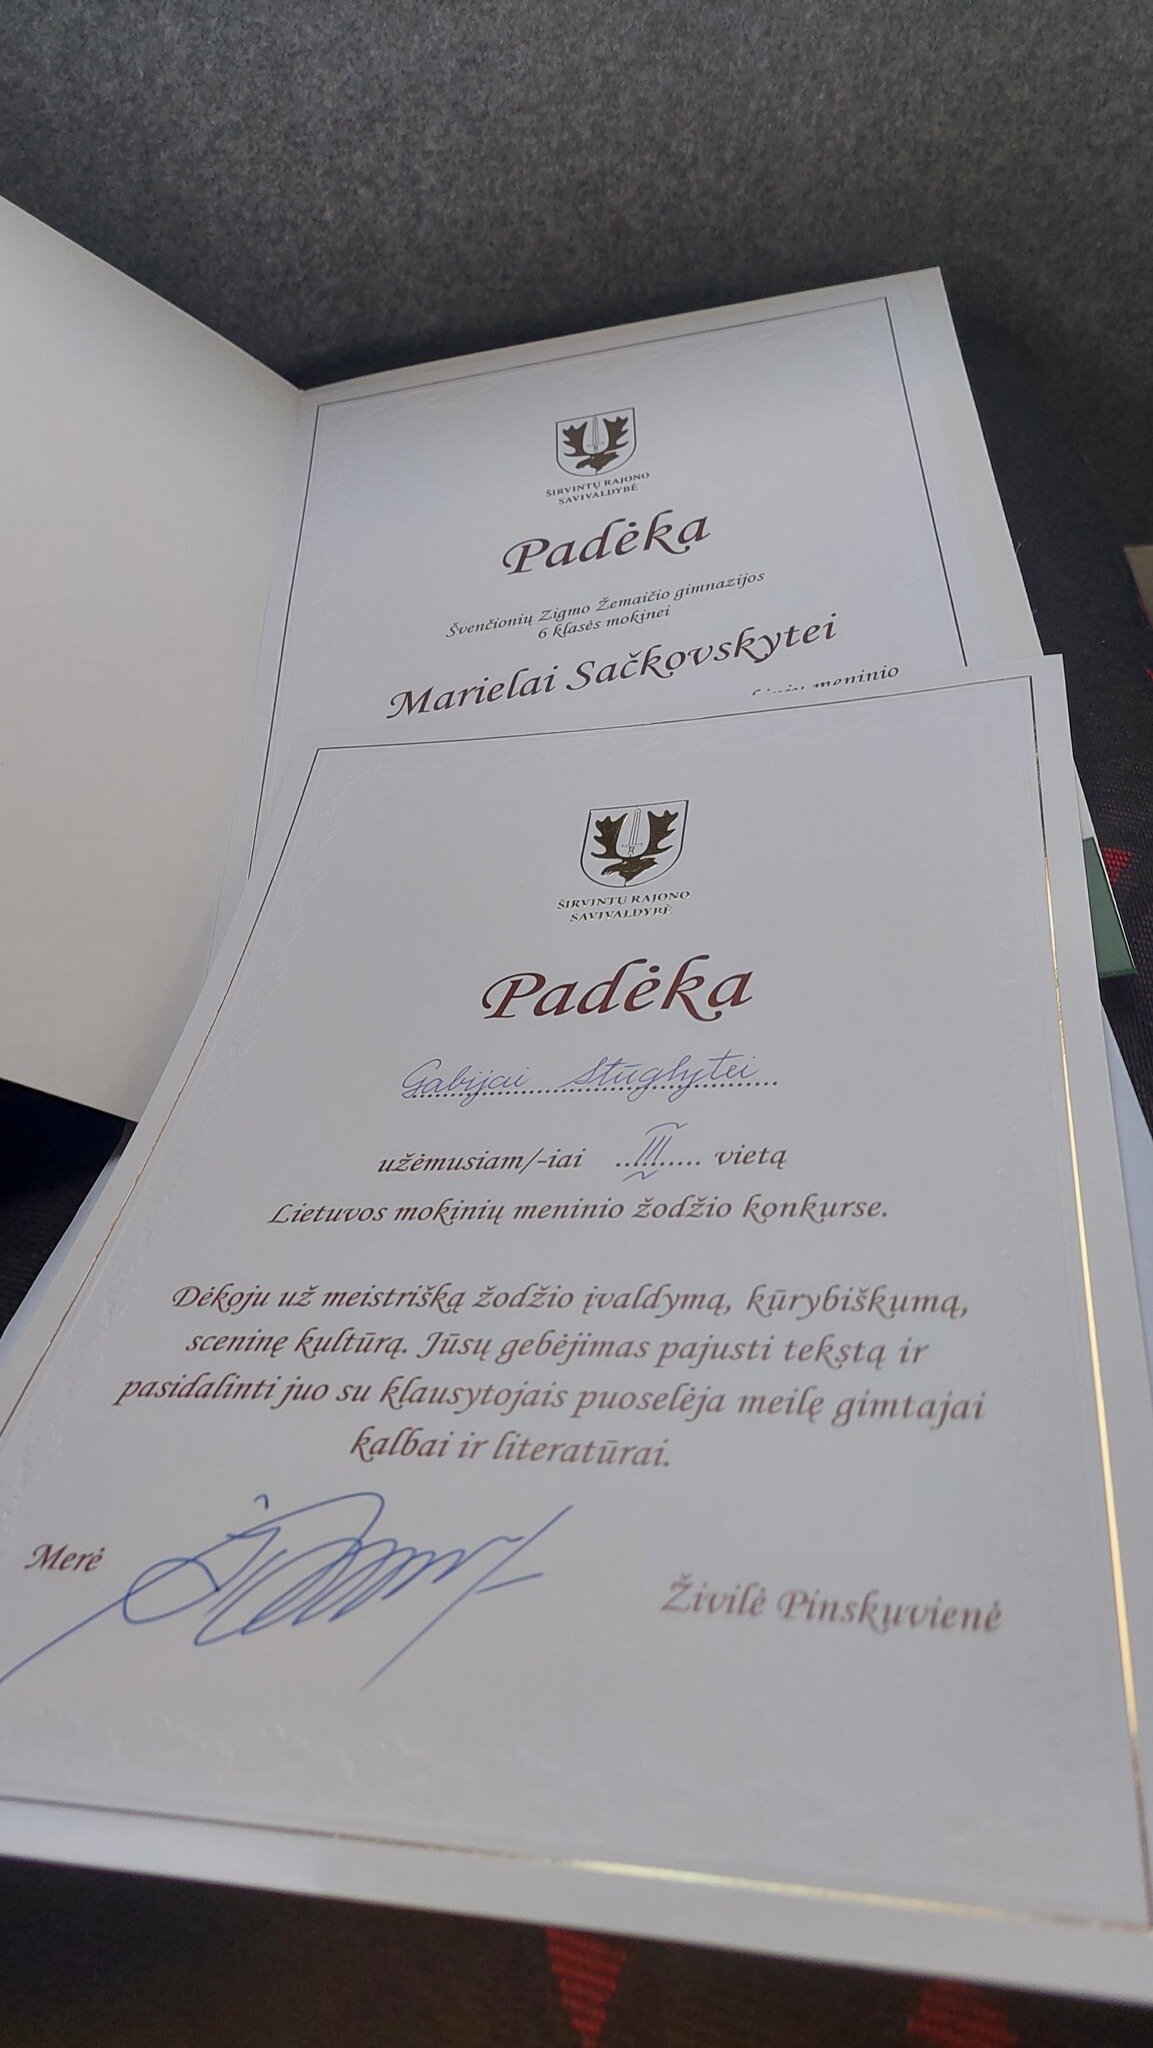 ŠIRVINTŲ RAJONO
SAVIVALDYBĖ
Padėka
Švenčionių Zigmo Žemaičio gimnazijos
6 klasės mokinei
Marielai Sačkovskytei
meninio
ŠIRVINTŲ RAJONO
SAVIVALDYBĖ
Padėka
Gabijai Stūglytei
užėmusiam/-iai III vietą
Lietuvos mokinių meninio žodžio konkurse.
Dėkoju už meistrišką žodžio įvaldymą, kūrybiškumą,
sceninę kultūrą. Jūsų gebėjimas pajusti tekstą ir
pasidalinti juo su klausytojais puoselėja meilę gimtajai
kalbai ir literatūrai.
Merė Živilė Pinskuvienė